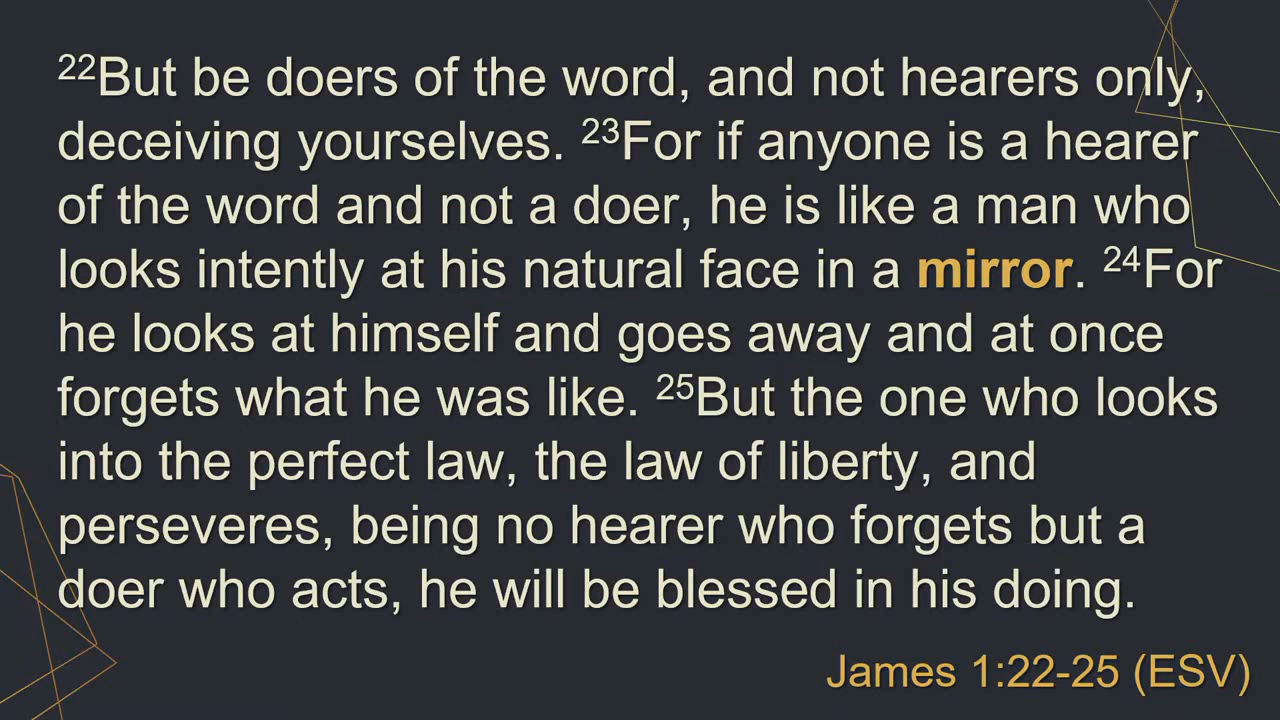 22But be doers of the word, and not hearers only,
deceiving yourselves. 23For if anyone is a hearer
of the word and not a doer, he is like a man who
looks intently at his natural face in a mirror. 24For
he looks at himself and goes away and at once
forgets what he was like. 25But the one who looks
into the perfect law, the law of liberty, and
perseveres, being no hearer who forgets but a
doer who acts, he will be blessed in his doing.
James 1:22-25 (ESV)